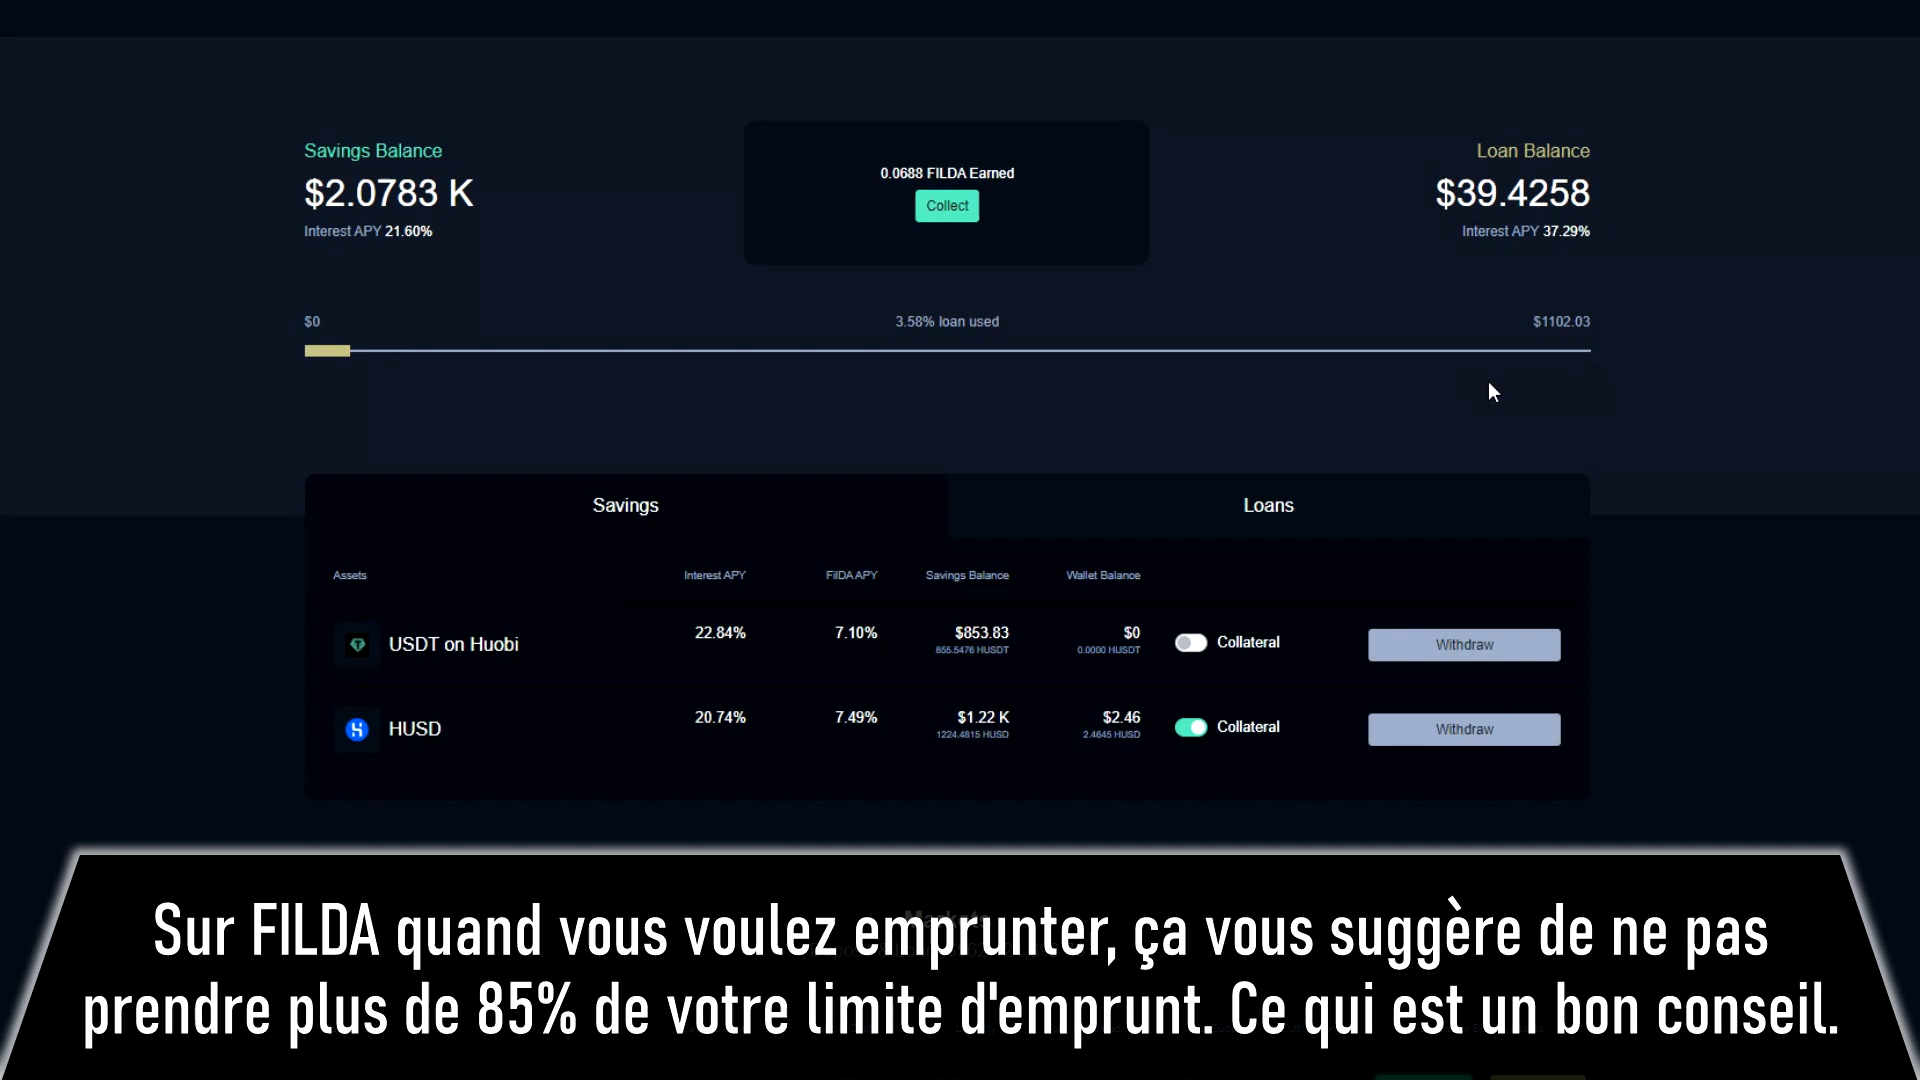 Savings Balance
$2.0783 K
Interest APY 21.60%
0.0688 FILDA Earned
Collect
Loan Balance
$39.4258
Interest APY 37.29%
$0
3.58% loan used
$1102.03
Savings
Loans
Assets
Interest APY
FilDA APY
Savings Balance
Wallet Balance
USDT on Huobi
22.84%
7.10%
$853.83
855.5476 HUSDT
$0
0.0000 HUSDT
Collateral
Withdraw
HUSD
20.74%
7.49%
$1.22 K
1224.4815 HUSD
$2.46
2.4645 HUSD
Collateral
Withdraw
Sur FILDA quand vous voulez emprunter, ça vous suggère de ne pas
prendre plus de 85% de votre limite d'emprunt. Ce qui est un bon conseil.